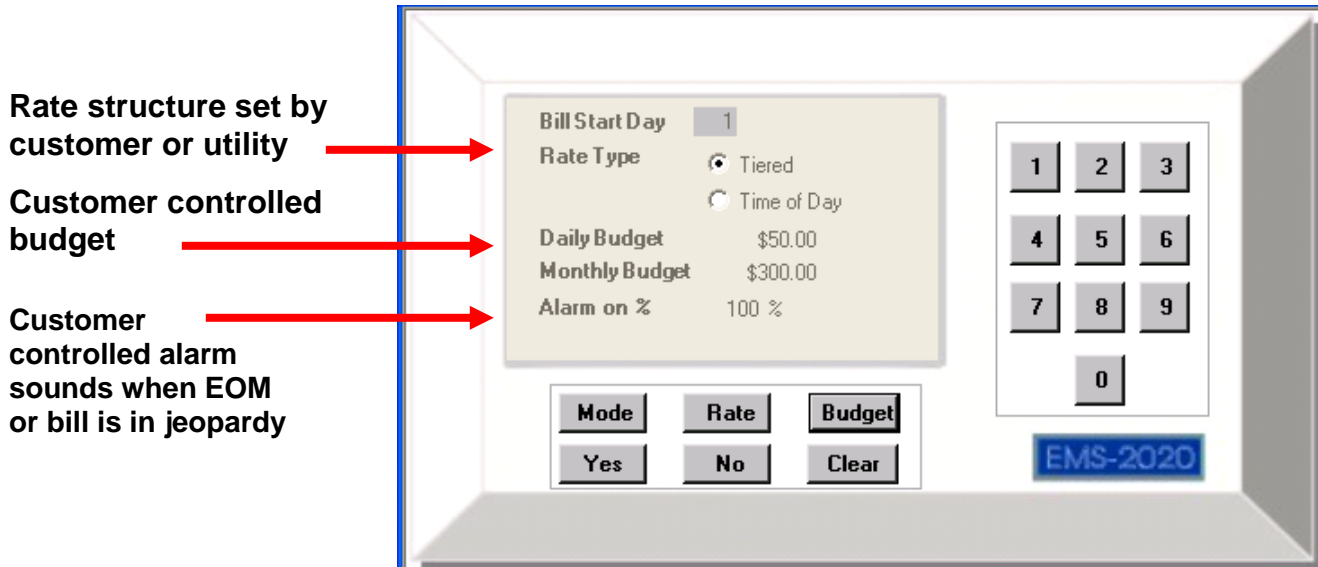 Rate structure set by
customer or utility
Customer controlled
budget
Customer
controlled alarm
sounds when EOM
or bill is in jeopardy
Bill Start Day 1
Rate Type Tiered
Time of Day
Daily Budget $50.00
Monthly Budget $300.00
Alarm on % 100 %
Mode Rate Budget
Yes No Clear
1 2 3
4 5 6
7 8 9
0
EMS-2020